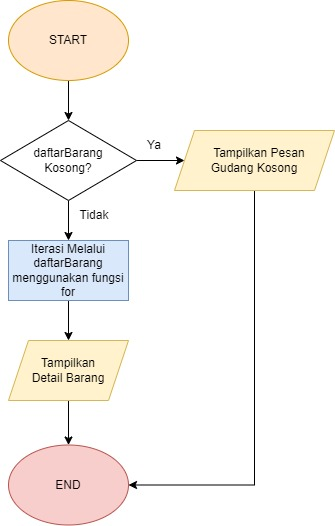 START
daftarBarang
Kosong?
Ya
Tampilkan Pesan
Gudang Kosong
Tidak
Iterasi Melalui
daftarBarang
menggunakan fungsi
for
Tampilkan
Detail Barang
END